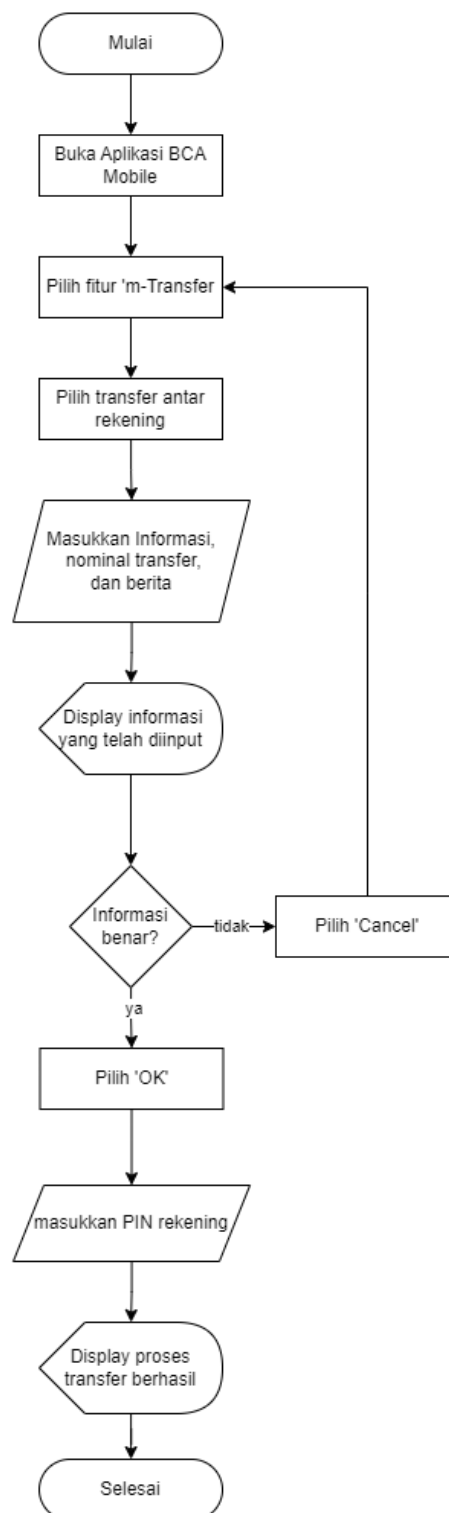 Mulai
Buka Aplikasi BCA
Mobile
Pilih fitur 'm-Transfer
Pilih transfer antar
rekening
Masukkan Informasi,
nominal transfer,
dan berita
Display informasi
yang telah diinput
Informasi
benar?
tidak
Pilih 'Cancel'
ya
Pilih 'OK'
masukkan PIN rekening
Display proses
transfer berhasil
Selesai